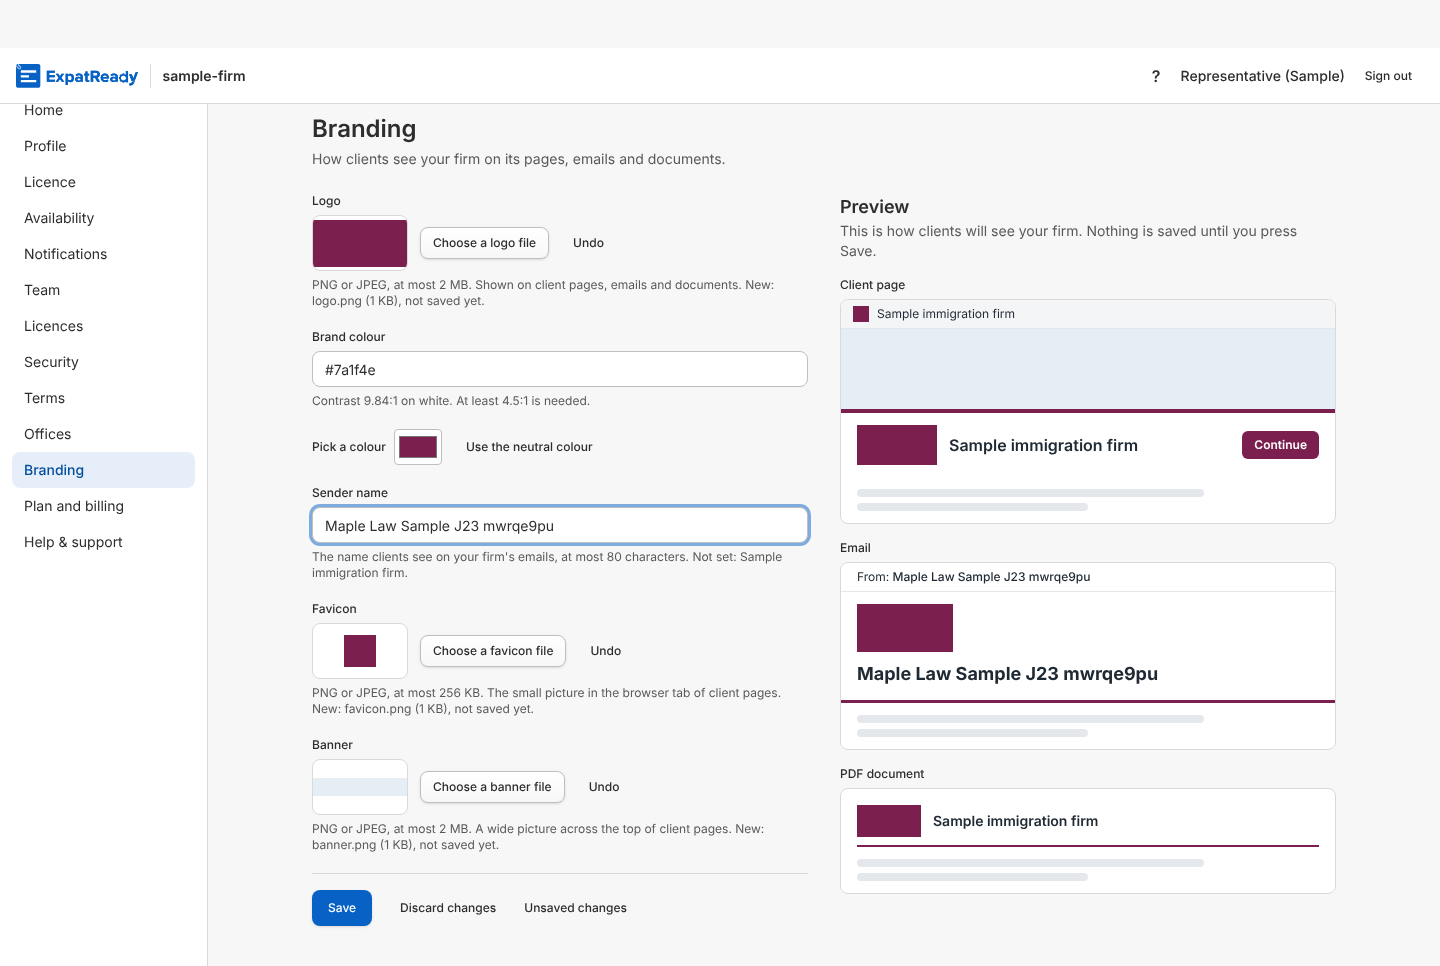 ExpatReady
sample-firm
?
Representative (Sample)
Sign out
Home
Profile
Licence
Availability
Notifications
Team
Licences
Security
Terms
Offices
Branding
Plan and billing
Help & support
Branding
How clients see your firm on its pages, emails and documents.
Logo
Choose a logo file
Undo
PNG or JPEG, at most 2 MB. Shown on client pages, emails and documents. New:
logo.png (1 KB), not saved yet.
Brand colour
#7a1f4e
Contrast 9.84:1 on white. At least 4.5:1 is needed.
Pick a colour
Use the neutral colour
Sender name
Maple Law Sample J23 mwrqe9pu
The name clients see on your firm's emails, at most 80 characters. Not set: Sample
immigration firm.
Favicon
Choose a favicon file
Undo
PNG or JPEG, at most 256 KB. The small picture in the browser tab of client pages.
New: favicon.png (1 KB), not saved yet.
Banner
Choose a banner file
Undo
PNG or JPEG, at most 2 MB. A wide picture across the top of client pages. New:
banner.png (1 KB), not saved yet.
Save
Discard changes
Unsaved changes
Preview
This is how clients will see your firm. Nothing is saved until you press
Save.
Client page
Sample immigration firm
Sample immigration firm
Continue
Email
From: Maple Law Sample J23 mwrqe9pu
Maple Law Sample J23 mwrqe9pu
PDF document
Sample immigration firm